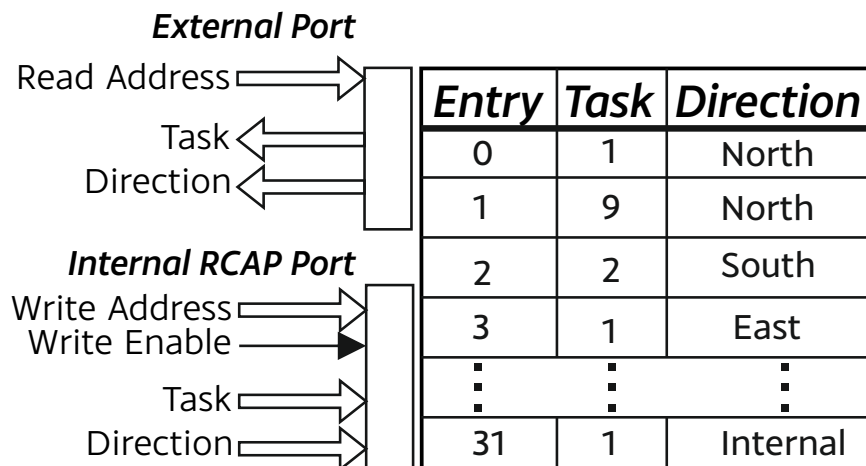 External Port
Read Address
Task
Direction
Internal RCAP Port
Write Address
Write Enable
Task
Direction
Entry Task Direction
0 1 North
1 9 North
2 2 South
3 1 East
31 1 Internal